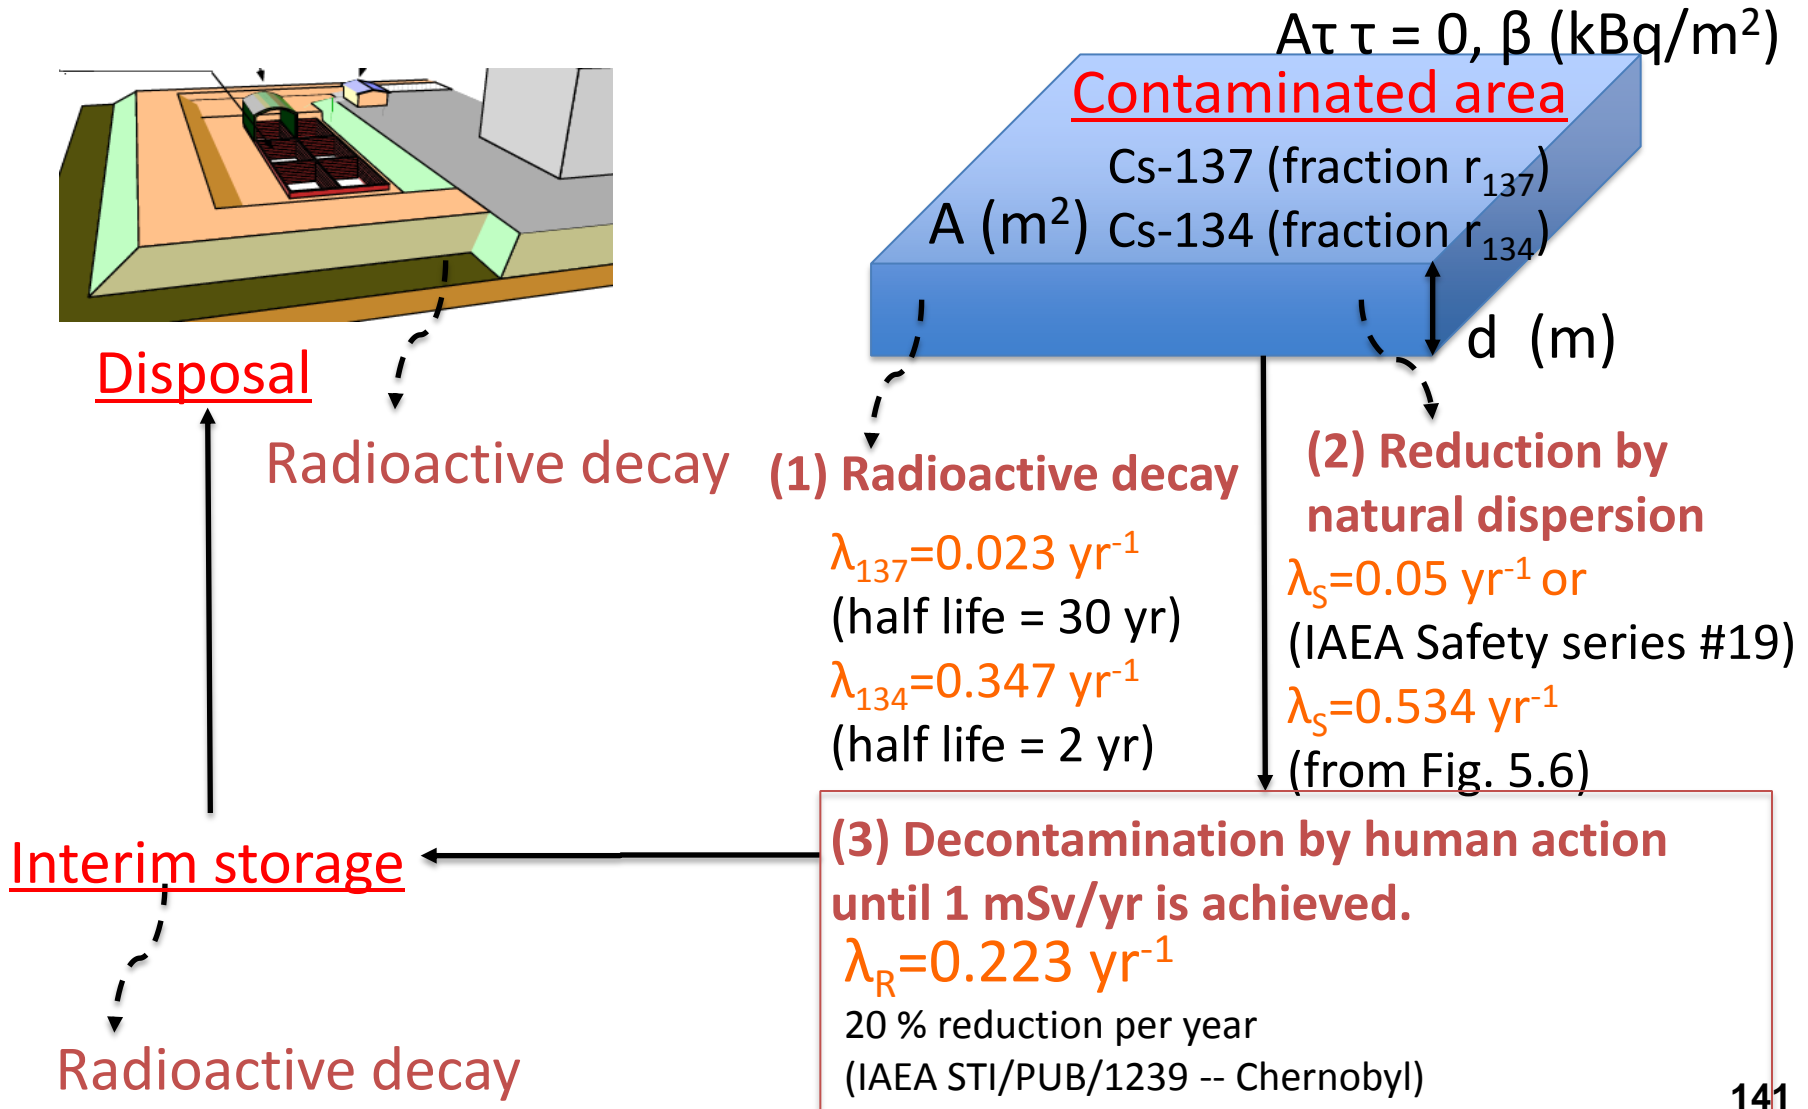 Aτ τ = 0, β (kBq/m²)
Contaminated area
Cs-137 (fraction r₁₃₇)
A (m²) Cs-134 (fraction r₁₃₄)
d (m)
Disposal
Radioactive decay
(1) Radioactive decay
λ₁₃₇=0.023 yr⁻¹
(half life = 30 yr)
λ₁₃₄=0.347 yr⁻¹
(half life = 2 yr)
(2) Reduction by
natural dispersion
λₛ=0.05 yr⁻¹ or
(IAEA Safety series #19)
λₛ=0.534 yr⁻¹
(from Fig. 5.6)
(3) Decontamination by human action
until 1 mSv/yr is achieved.
λ_R=0.223 yr⁻¹
20 % reduction per year
(IAEA STI/PUB/1239 -- Chernobyl)
Interim storage
Radioactive decay
141